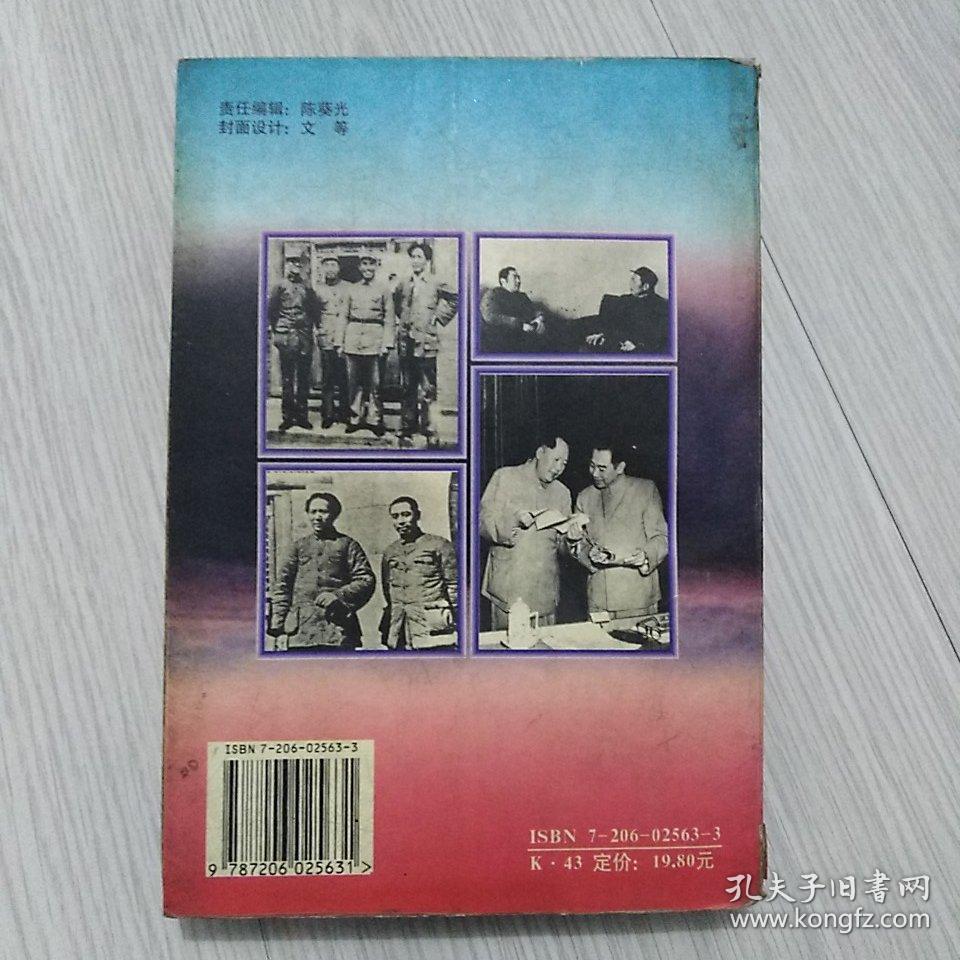 责任编辑：陈葵光
封面设计：文 等
ISBN 7-206-02563-3
9 787206 025631 >
ISBN 7-206-02563-3
K·43 定价：19.80元
孔夫子旧書网
www.kongfz.com